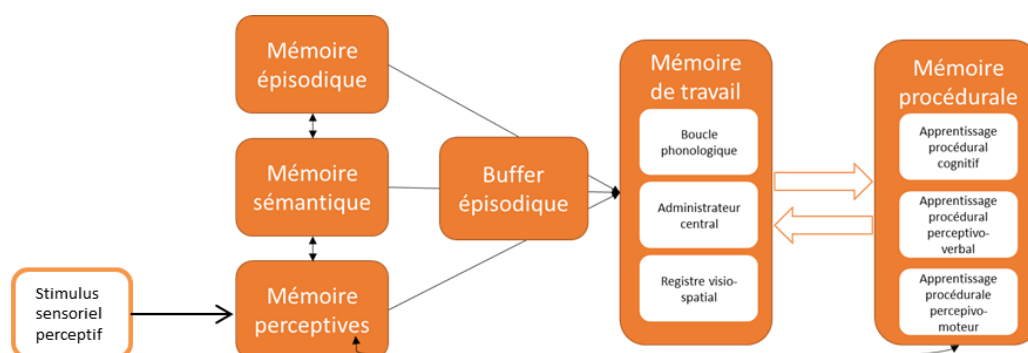 Mémoire
épisodique
Mémoire
sémantique
Mémoire
perceptives
Stimulus
sensoriel
perceptif
Buffer
épisodique
Mémoire
de travail
Boucle
phonologique
Administrateur
central
Registre visio-
spatial
Mémoire
procédurale
Apprentissage
procédural
cognitif
Apprentissage
procédural
perceptivo-
verbal
Apprentissage
procédurale
percepivo-
moteur